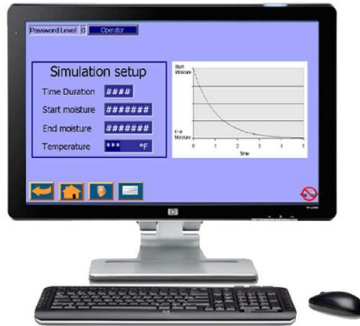 Password Level 0 Operator
Simulation setup
Time Duration ####
Start moisture #######
End moisture #######
Temperature *** °F
Start
Moisture
End
Moisture
0 1 2 3 4 5
Time
hp